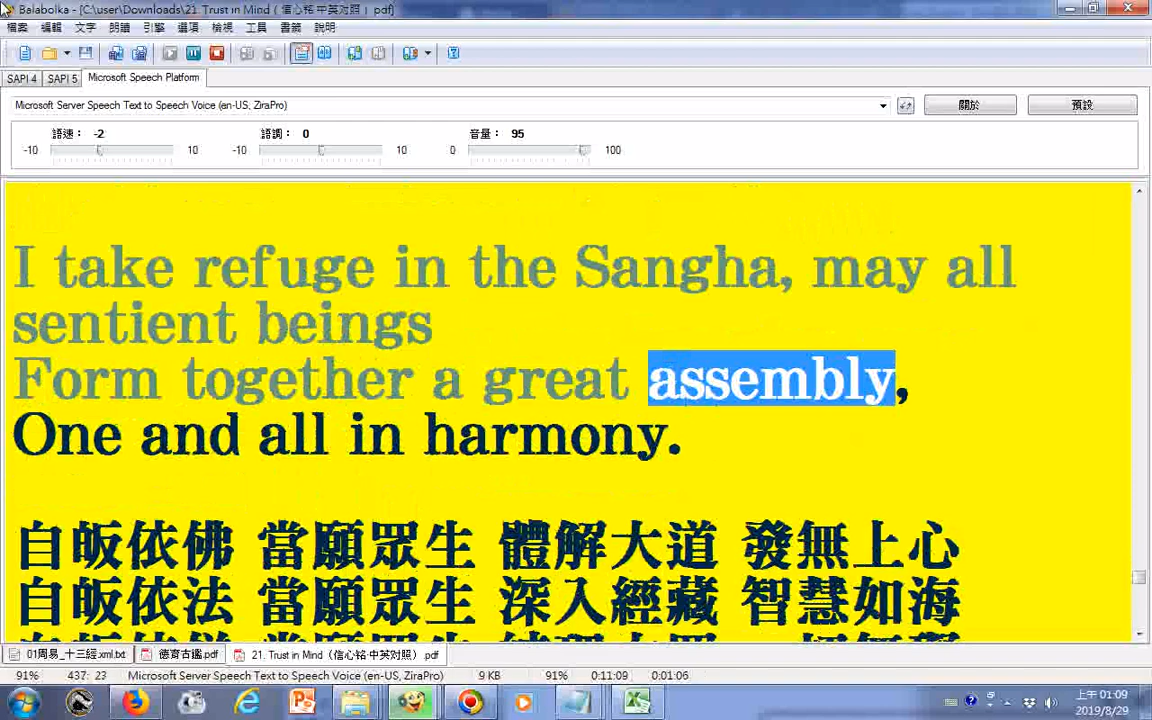 Balabolka - [C:\user\Downloads\21. Trust in Mind（信心铭·中英对照）.pdf]
檔案 編輯 文字 朗讀 引擎 選項 檢視 工具 書籤 說明
SAPI 4 SAPI 5 Microsoft Speech Platform
Microsoft Server Speech Text to Speech Voice (en-US, ZiraPro) 關於 預設
語速： -2 語調： 0 音量： 95
-10 10 -10 10 0 100
I take refuge in the Sangha, may all
sentient beings
Form together a great assembly,
One and all in harmony.
自皈依佛 當願眾生 體解大道 發無上心
自皈依法 當願眾生 深入經藏 智慧如海
01周易_十三經.xml.txt 德育古鑑.pdf 21. Trust in Mind（信心铭·中英对照）.pdf
91% 437: 23 Microsoft Server Speech Text to Speech Voice (en-US, ZiraPro) 9 KB 91% 0:11:09 0:01:06
上午 01:09
2019/8/29